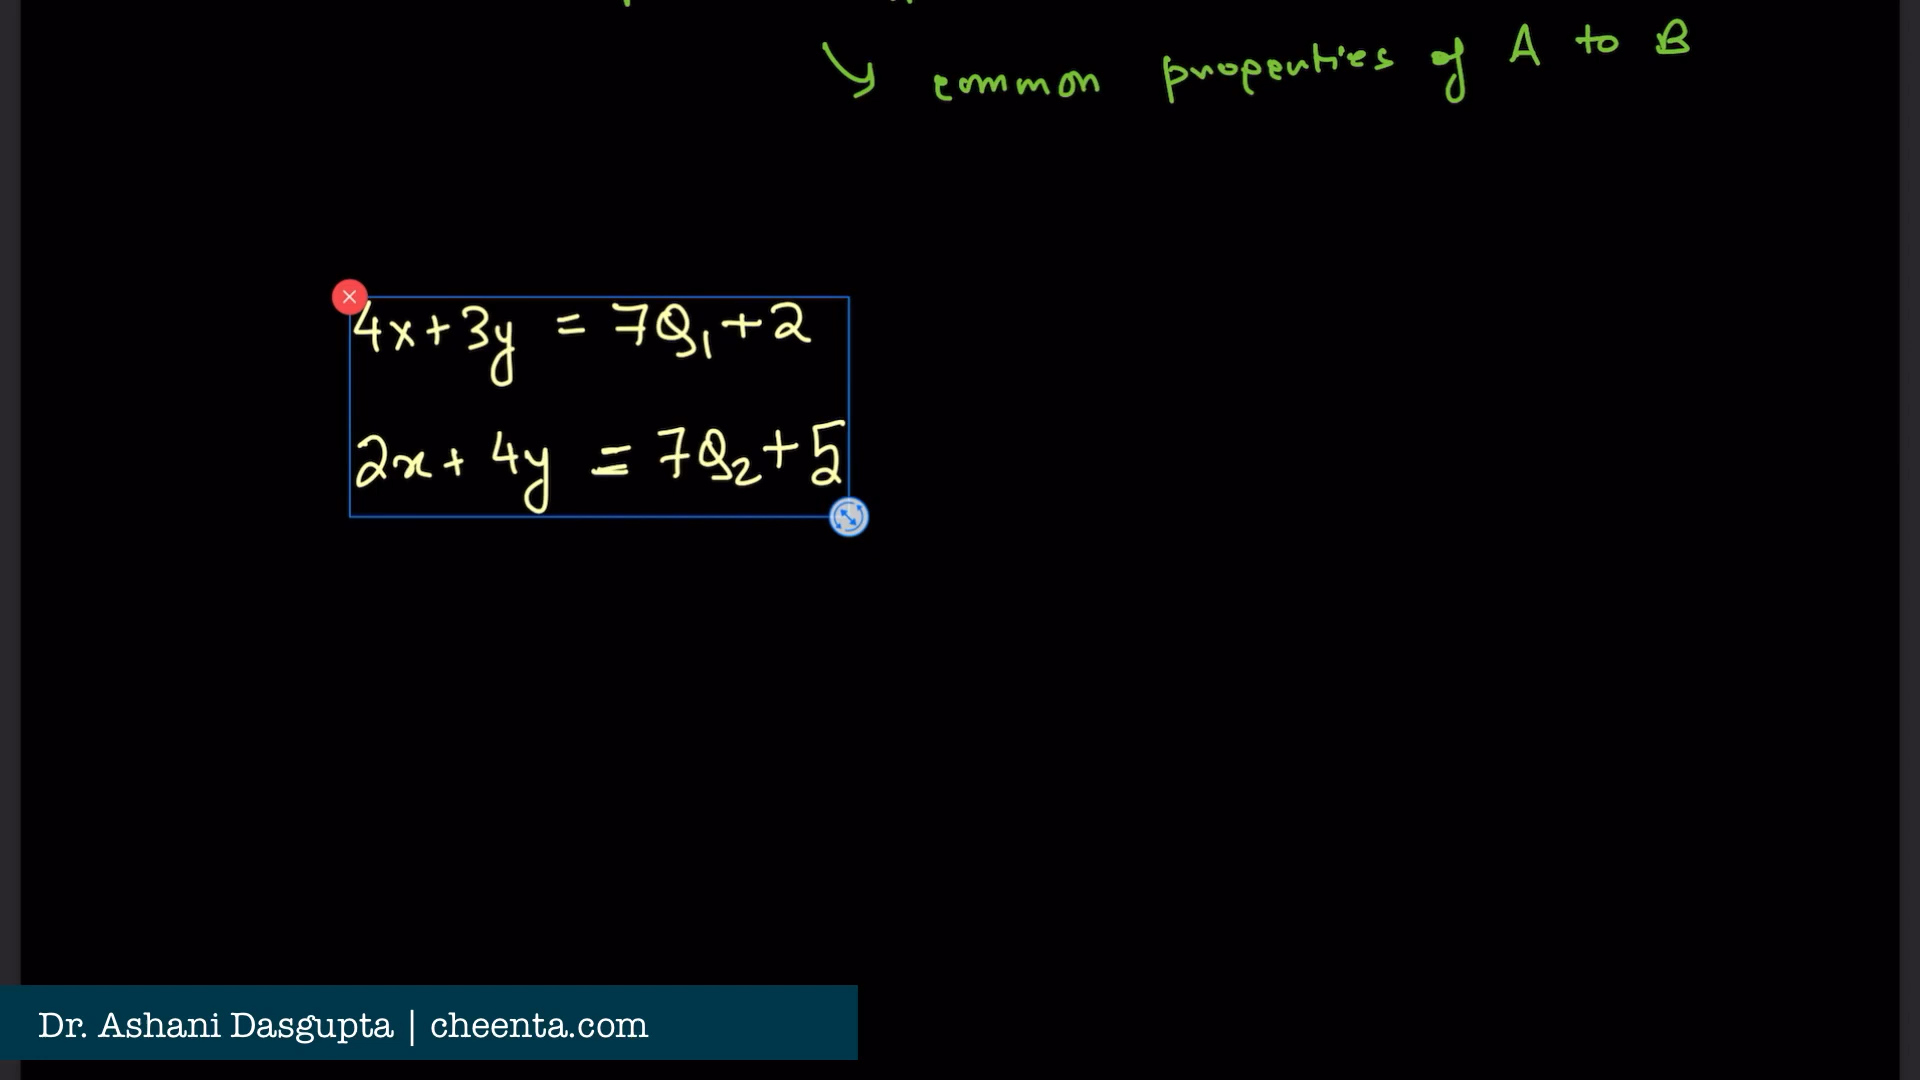 common properties of A to B
4x+3y = 7Q₁+2
2x+4y = 7Q₂+5
Dr. Ashani Dasgupta | cheenta.com